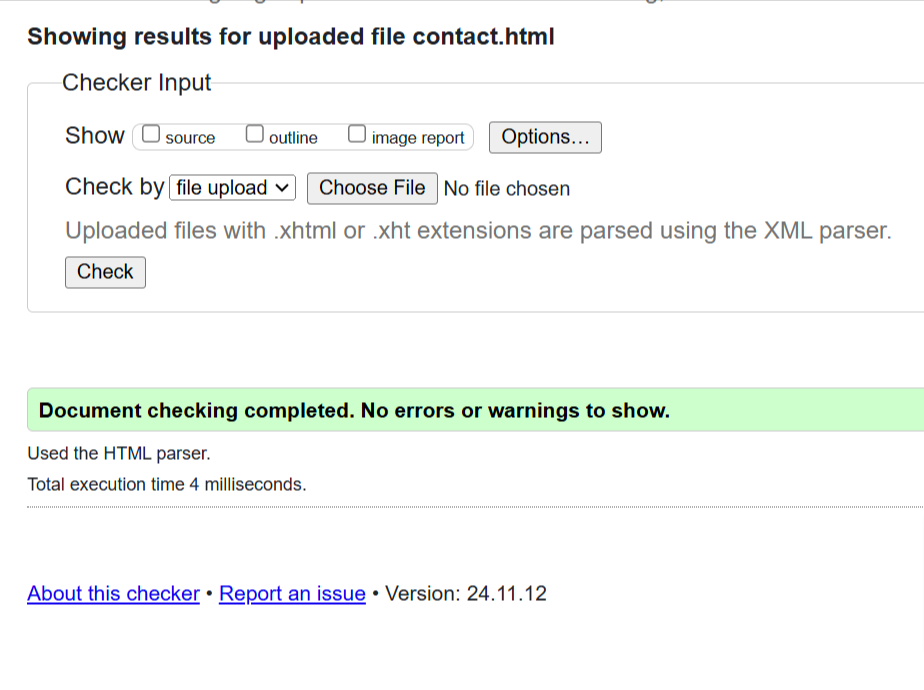 Showing results for uploaded file contact.html
Checker Input
Show source outline image report Options...
Check by file upload Choose File No file chosen
Uploaded files with .xhtml or .xht extensions are parsed using the XML parser.
Check
Document checking completed. No errors or warnings to show.
Used the HTML parser.
Total execution time 4 milliseconds.
About this checker • Report an issue • Version: 24.11.12